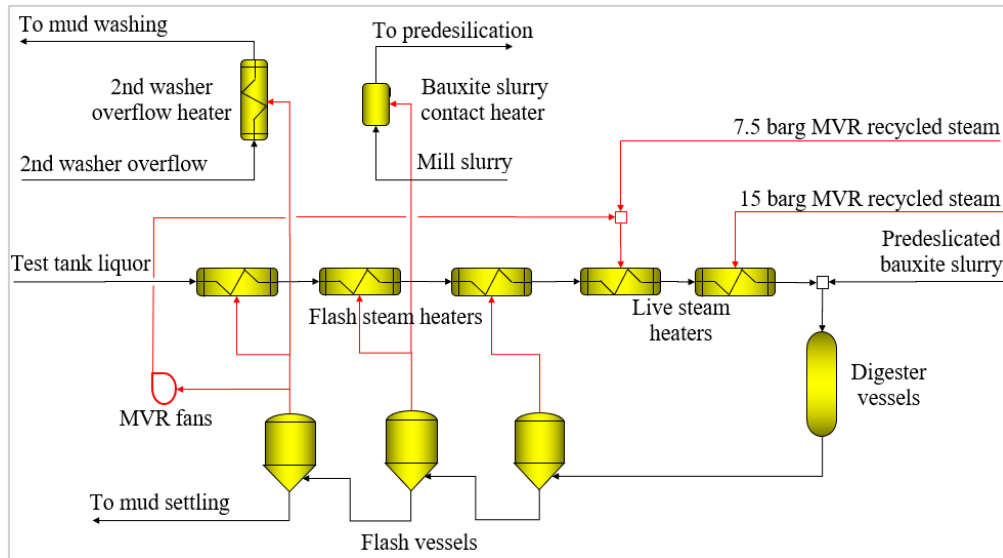 To mud washing
2nd washer
overflow heater
2nd washer overflow
To predesilication
Bauxite slurry
contact heater
Mill slurry
7.5 barg MVR recycled steam
15 barg MVR recycled steam
Predeslicated
bauxite slurry
Test tank liquor
Flash steam heaters
Live steam
heaters
Digester
vessels
MVR fans
To mud settling
Flash vessels